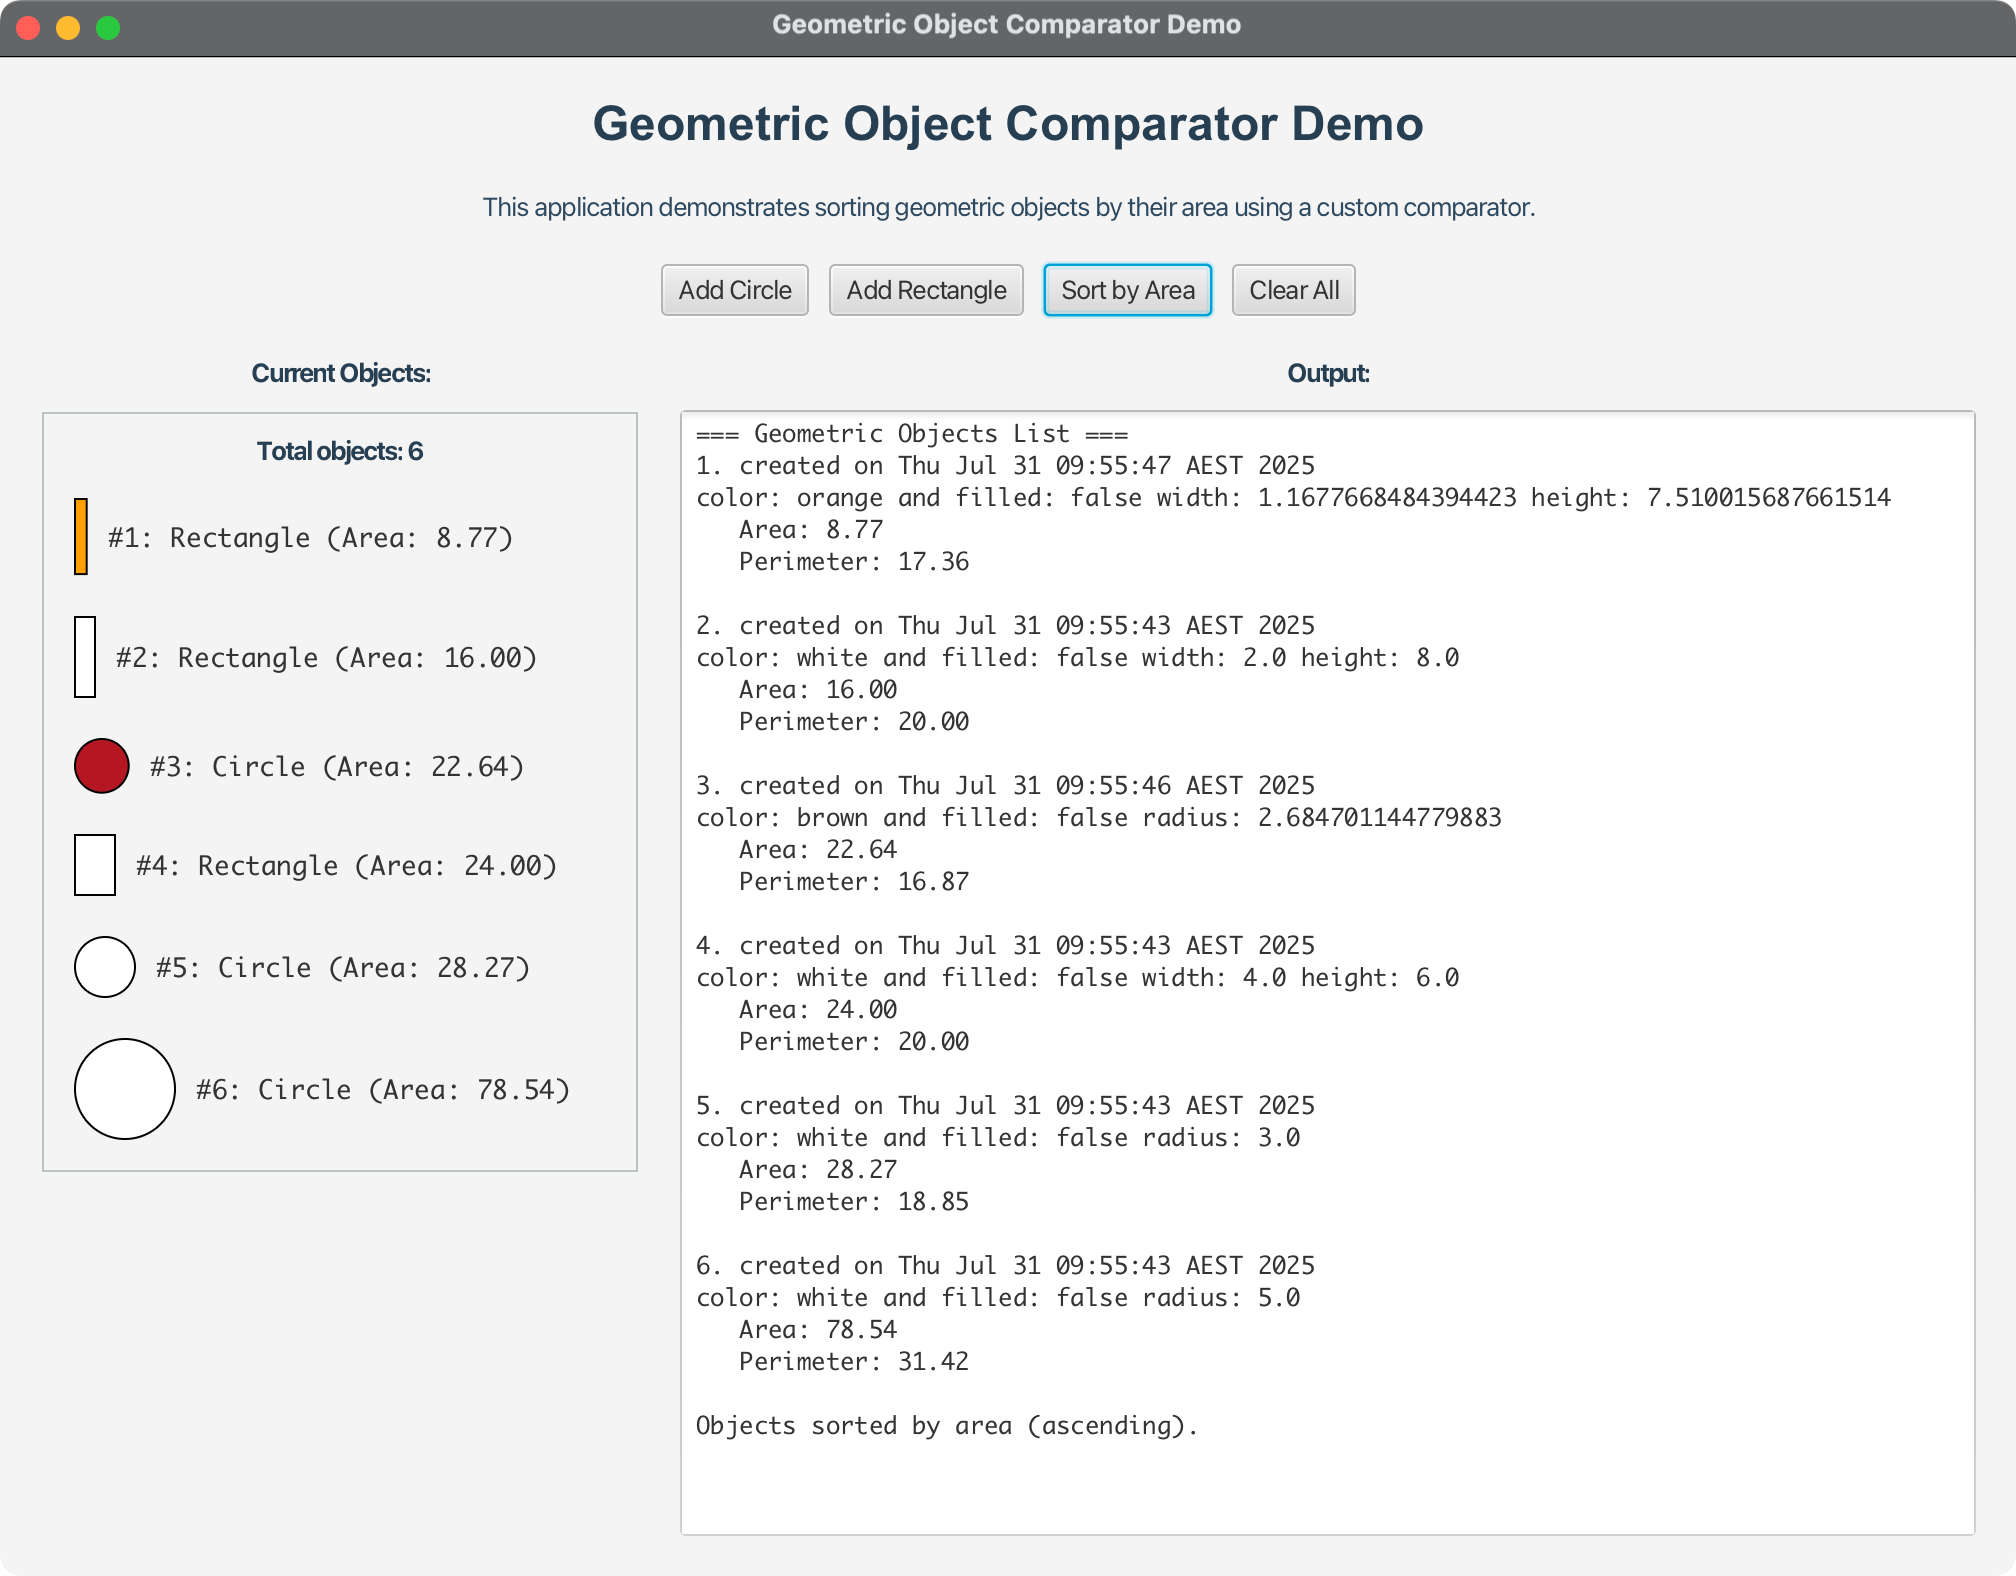 Geometric Object Comparator Demo
Geometric Object Comparator Demo
This application demonstrates sorting geometric objects by their area using a custom comparator.
Add Circle
Add Rectangle
Sort by Area
Clear All
Current Objects:
Total objects: 6
#1: Rectangle (Area: 8.77)
#2: Rectangle (Area: 16.00)
#3: Circle (Area: 22.64)
#4: Rectangle (Area: 24.00)
#5: Circle (Area: 28.27)
#6: Circle (Area: 78.54)
Output:
=== Geometric Objects List ===
1. created on Thu Jul 31 09:55:47 AEST 2025
color: orange and filled: false width: 1.1677668484394423 height: 7.510015687661514
   Area: 8.77
   Perimeter: 17.36

2. created on Thu Jul 31 09:55:43 AEST 2025
color: white and filled: false width: 2.0 height: 8.0
   Area: 16.00
   Perimeter: 20.00

3. created on Thu Jul 31 09:55:46 AEST 2025
color: brown and filled: false radius: 2.684701144779883
   Area: 22.64
   Perimeter: 16.87

4. created on Thu Jul 31 09:55:43 AEST 2025
color: white and filled: false width: 4.0 height: 6.0
   Area: 24.00
   Perimeter: 20.00

5. created on Thu Jul 31 09:55:43 AEST 2025
color: white and filled: false radius: 3.0
   Area: 28.27
   Perimeter: 18.85

6. created on Thu Jul 31 09:55:43 AEST 2025
color: white and filled: false radius: 5.0
   Area: 78.54
   Perimeter: 31.42

Objects sorted by area (ascending).